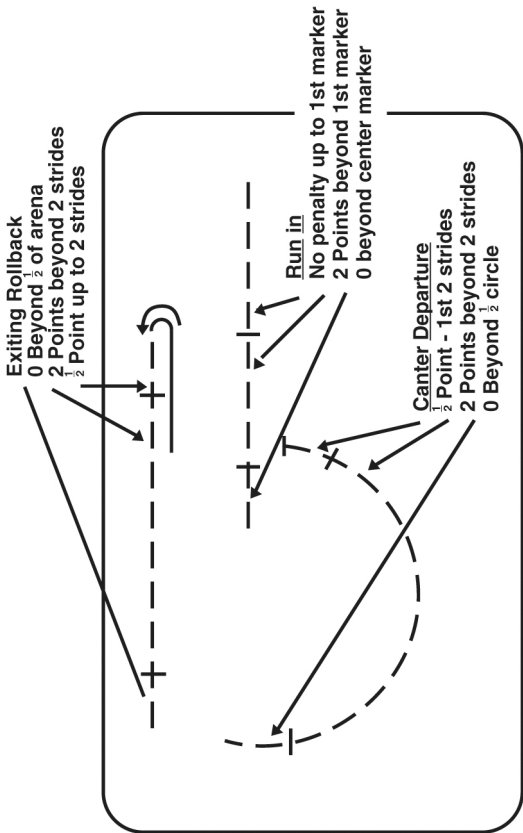 Exiting Rollback
0 Beyond ½ of arena
2 Points beyond 2 strides
½ Point up to 2 strides
Run in
No penalty up to 1st marker
2 Points beyond 1st marker
0 beyond center marker
Canter Departure
½ Point - 1st 2 strides
2 Points beyond 2 strides
0 Beyond ½ circle